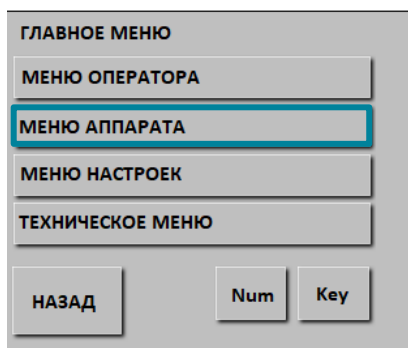 ГЛАВНОЕ МЕНЮ
МЕНЮ ОПЕРАТОРА
МЕНЮ АППАРАТА
МЕНЮ НАСТРОЕК
ТЕХНИЧЕСКОЕ МЕНЮ
НАЗАД Num Key